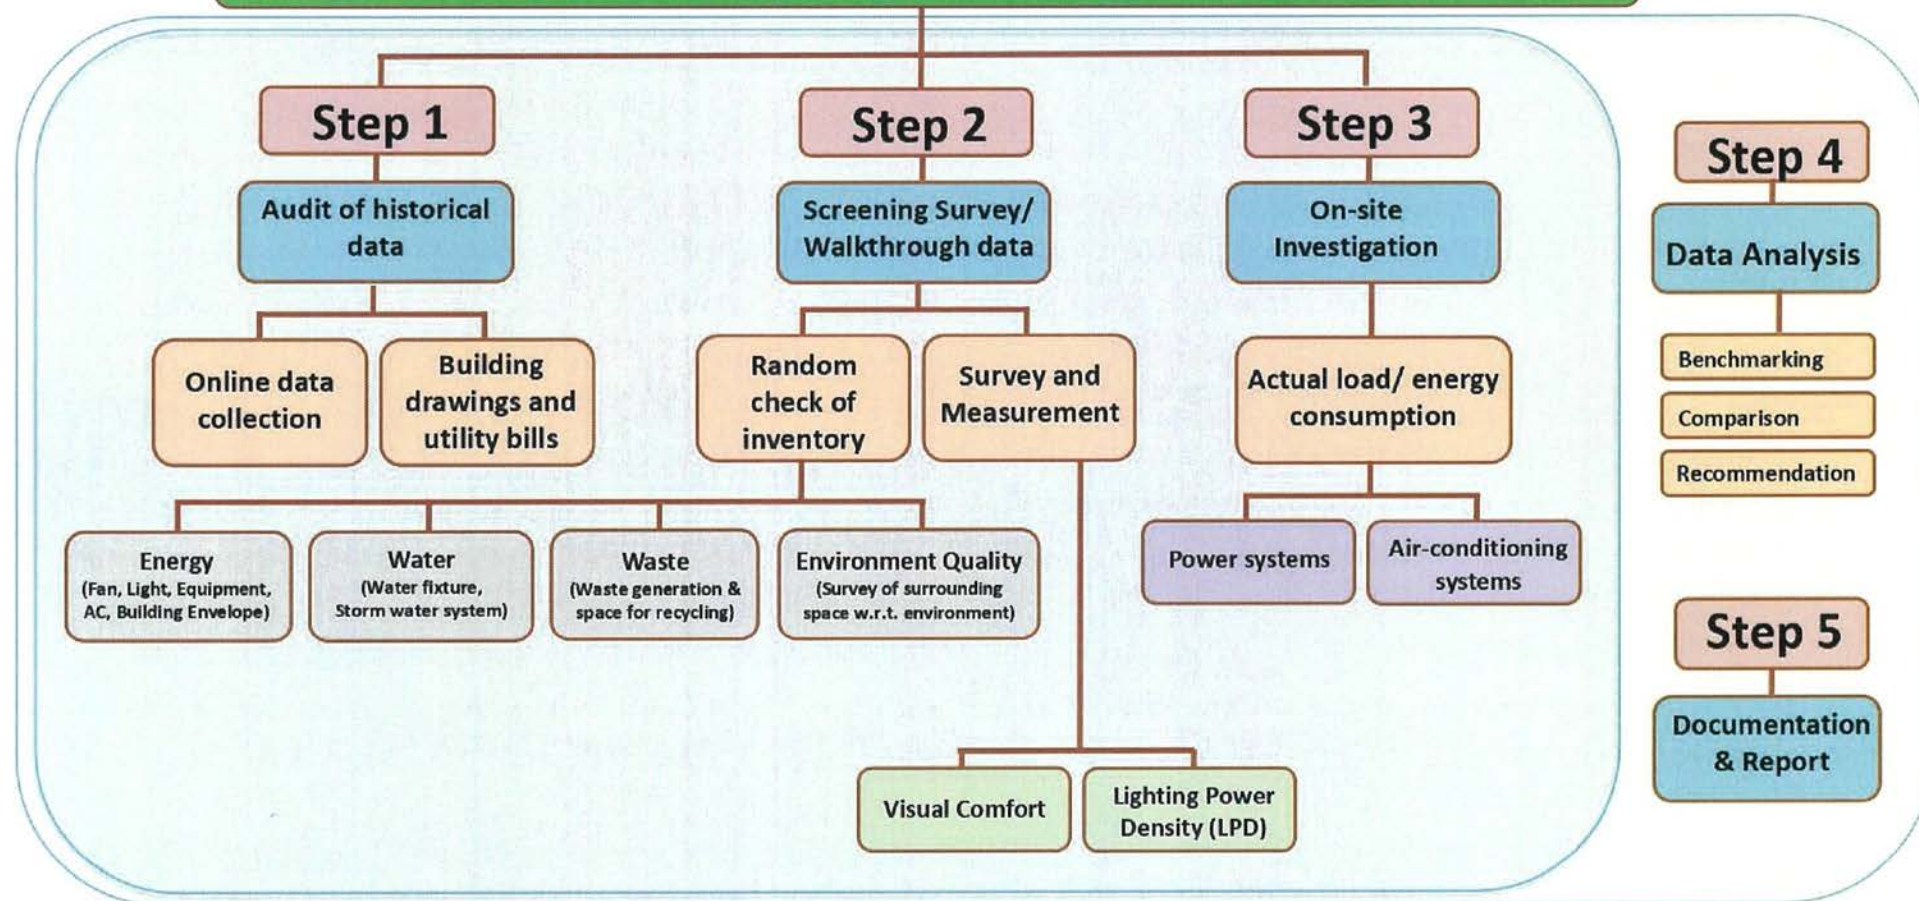 Step 1
Audit of historical
data
Online data
collection
Building
drawings and
utility bills
Step 2
Screening Survey/
Walkthrough data
Random
check of
inventory
Survey and
Measurement
Energy
(Fan, Light, Equipment,
AC, Building Envelope)
Water
(Water fixture,
Storm water system)
Waste
(Waste generation &
space for recycling)
Environment Quality
(Survey of surrounding
space w.r.t. environment)
Visual Comfort
Lighting Power
Density (LPD)
Step 3
On-site
Investigation
Actual load/ energy
consumption
Power systems
Air-conditioning
systems
Step 4
Data Analysis
Benchmarking
Comparison
Recommendation
Step 5
Documentation
& Report